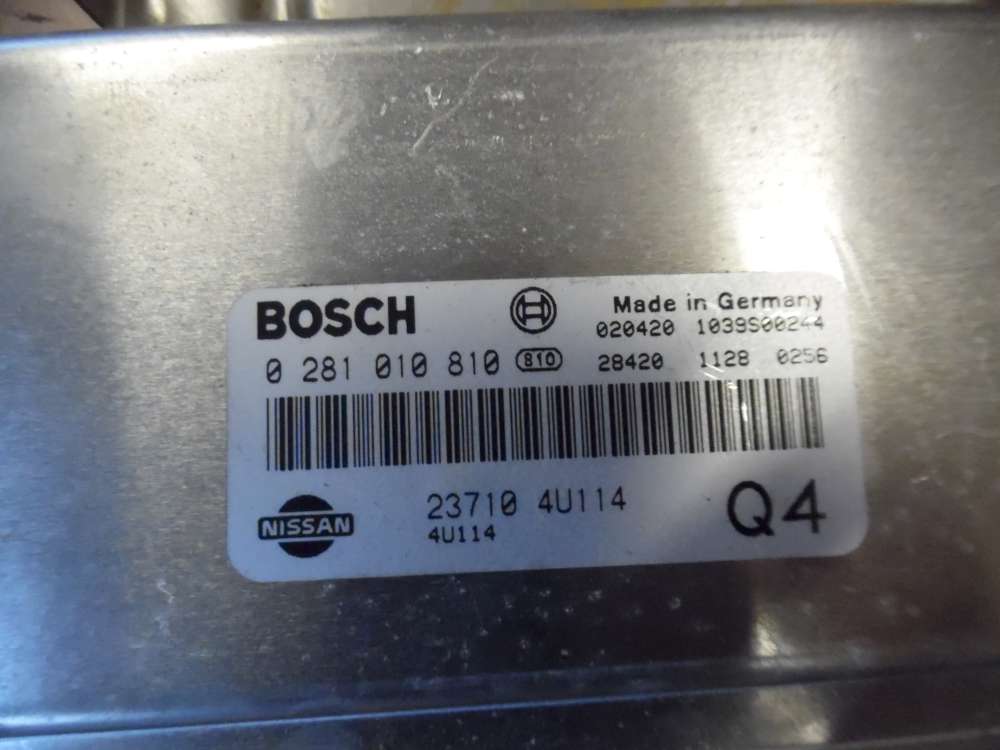 BOSCH
Made in Germany
020420 1039S00244
0 281 010 810 810
28420 1128 0256
NISSAN
23710 4U114
4U114
Q4